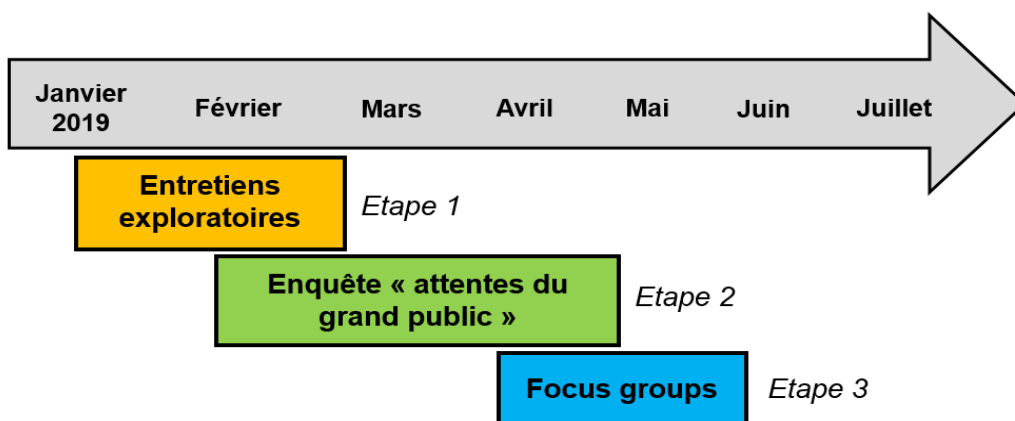 Janvier
2019
Février
Mars
Avril
Mai
Juin
Juillet
Entretiens
exploratoires
Etape 1
Enquête « attentes du
grand public »
Etape 2
Focus groups
Etape 3